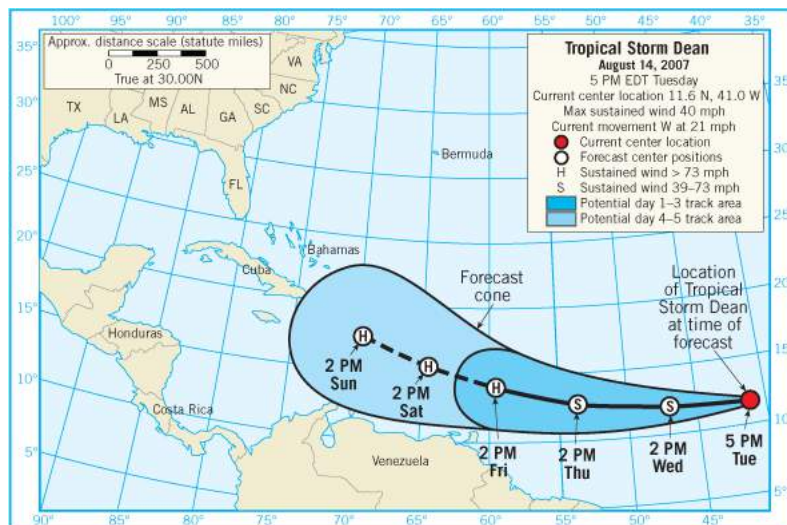 100° 95° 90° 85° 80° 75° 70° 65° 60° 55° 50° 45° 40° 35°
Approx. distance scale (statute miles)
0 250 500
True at 30.00N
Tropical Storm Dean
August 14, 2007
5 PM EDT Tuesday
Current center location 11.6 N, 41.0 W
Max sustained wind 40 mph
Current movement W at 21 mph
Current center location
Forecast center positions
H Sustained wind > 73 mph
S Sustained wind 39–73 mph
Potential day 1–3 track area
Potential day 4–5 track area
35°
30°
25°
20°
15°
10°
5°
35°
30°
25°
20°
15°
10°
5°
VA
NC
TX
LA
MS
AL
GA
SC
FL
Bermuda
Bahamas
Cuba
Honduras
Costa Rica
Venezuela
Forecast
cone
Location
of Tropical
Storm Dean
at time of
forecast
H
2 PM
Sun
H
2 PM
Sat
H
2 PM
Fri
S
2 PM
Thu
S
2 PM
Wed
5 PM
Tue
90° 85° 80° 75° 70° 65° 60° 55° 50° 45°